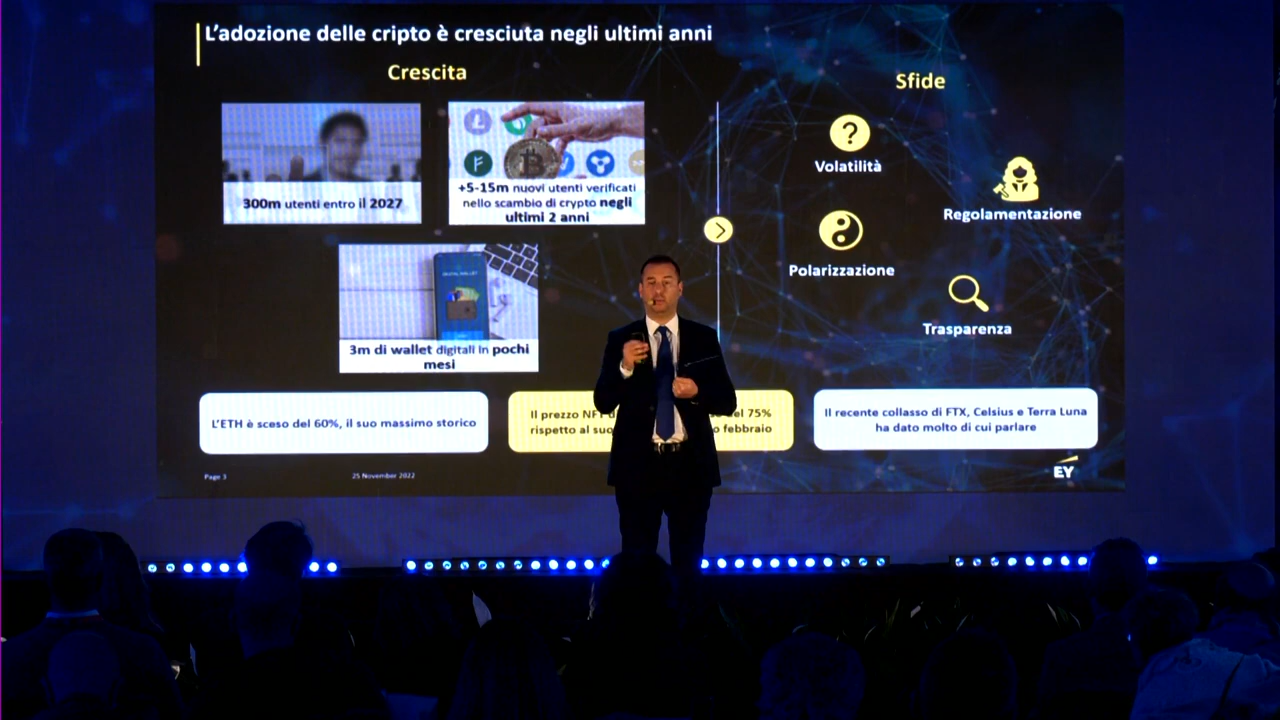 L'adozione delle cripto è cresciuta negli ultimi anni
Crescita
300m utenti entro il 2027
+5-15m nuovi utenti verificati
nello scambio di crypto negli
ultimi 2 anni
DIGITAL WALLET
3m di wallet digitali in pochi
mesi
Sfide
Volatilità
Regolamentazione
Polarizzazione
Trasparenza
L'ETH è sceso del 60%, il suo massimo storico
Il prezzo NFT del 75%
rispetto al suo febbraio
Il recente collasso di FTX, Celsius e Terra Luna
ha dato molto di cui parlare
Page 3
25 November 2022
EY